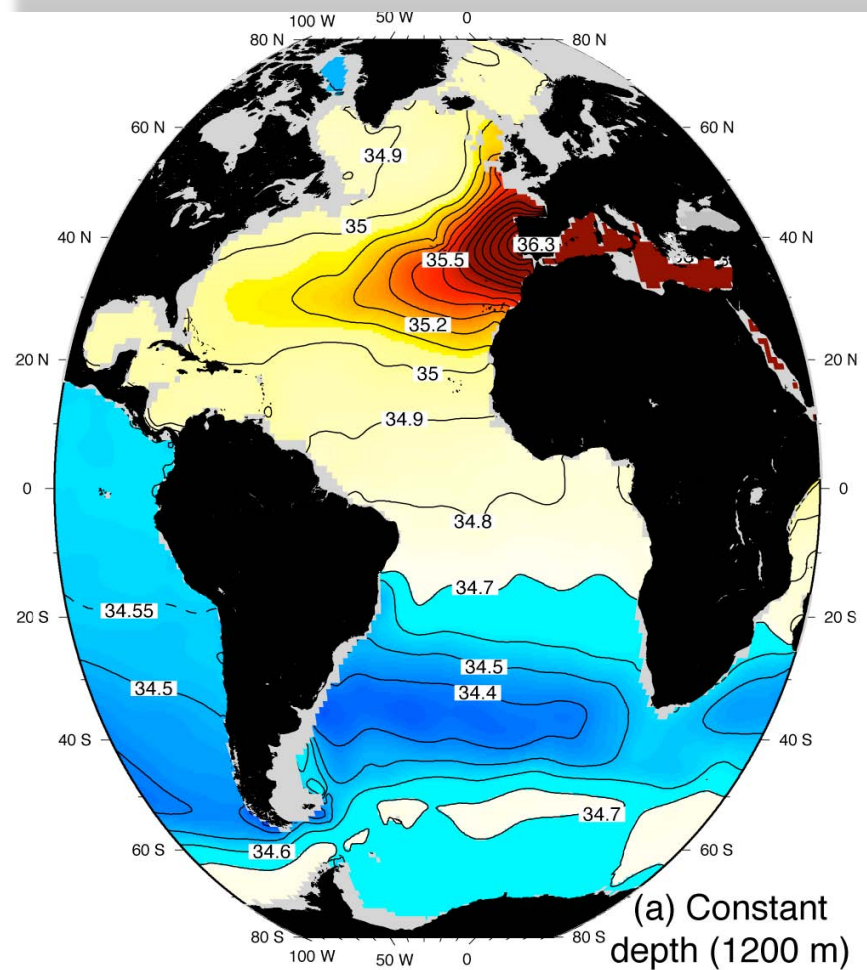 100 W 50 W 0
80 N 80 N
60 N 60 N
34.9
35
40 N 36.3 40 N
35.5
35.2
20 N 35 20 N
34.9
0 0
34.8
34.7
34.55
20 S 20 S
34.5 34.5
34.4
40 S 40 S
34.7
60 S 34.6 60 S
(a) Constant
80 S 80 S
depth (1200 m)
100 W 50 W 0